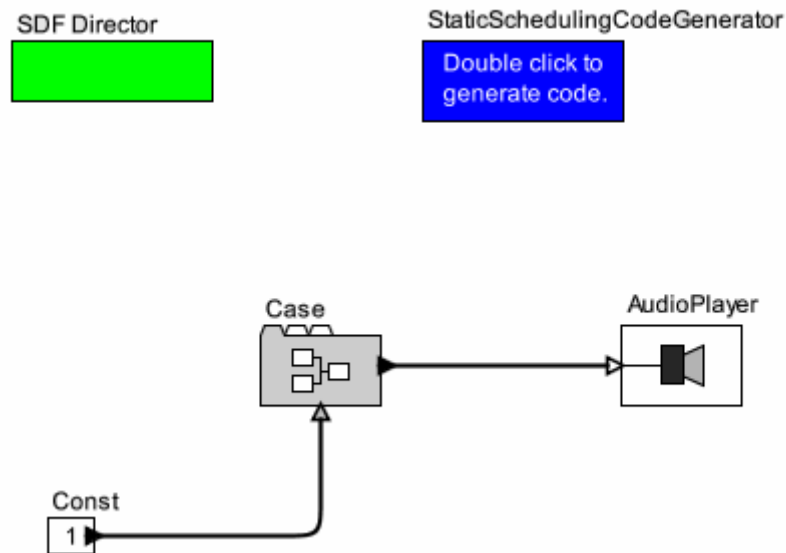 SDF Director
StaticSchedulingCodeGenerator
Double click to
generate code.
Case
AudioPlayer
Const
1